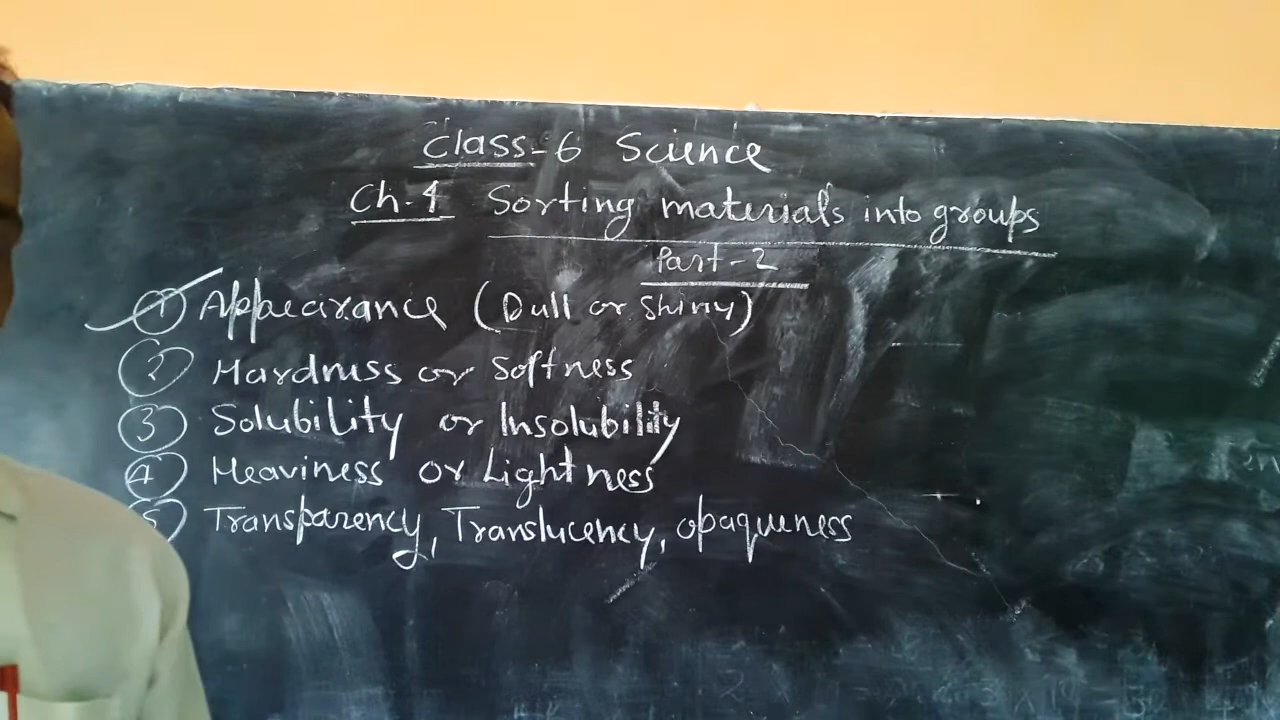 Class-6 Science
Ch-4 Sorting materials into groups
Part-2
1 Appearance (Dull or Shiny)
2 Hardness or Softness
3 Solubility or Insolubility
4 Heaviness or Lightness
5 Transparency, Translucency, opaqueness